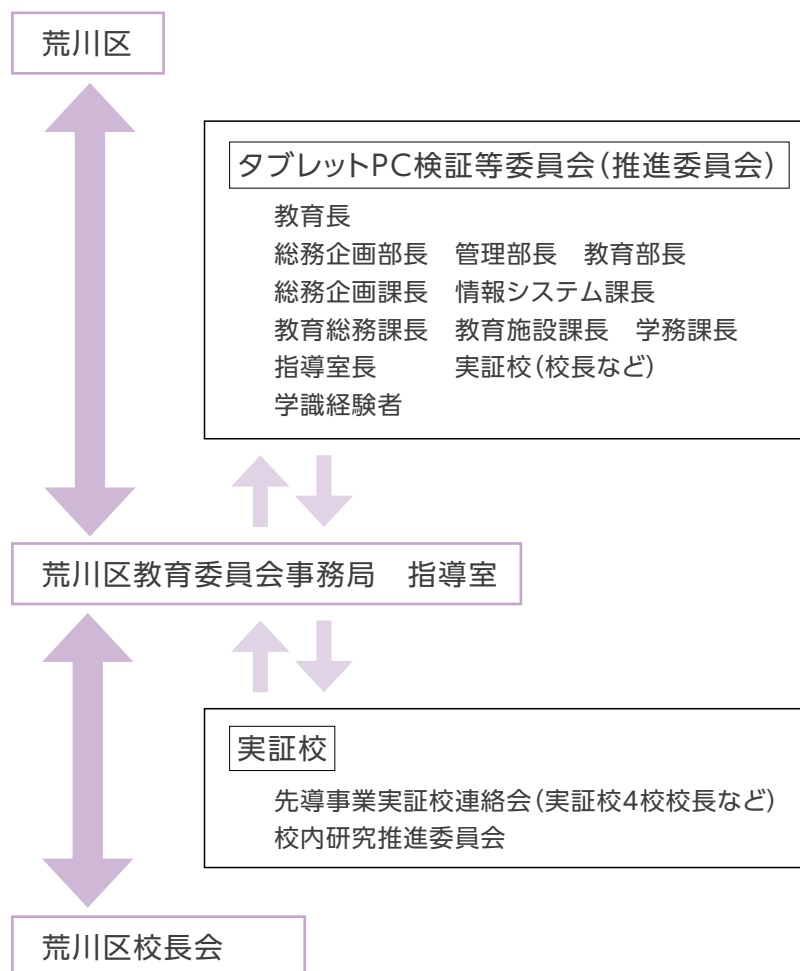 荒川区
タブレットPC検証等委員会(推進委員会)
教育長
総務企画部長　管理部長　教育部長
総務企画課長　情報システム課長
教育総務課長　教育施設課長　学務課長
指導室長　実証校(校長など)
学識経験者
荒川区教育委員会事務局　指導室
実証校
先導事業実証校連絡会(実証校4校校長など)
校内研究推進委員会
荒川区校長会